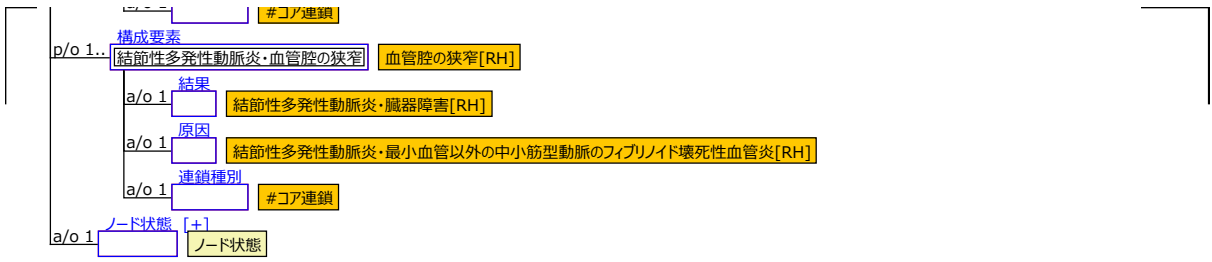 a/o 1 #コア連鎖
構成要素
p/o 1.. 結節性多発性動脈炎・血管腔の狭窄 血管腔の狭窄[RH]
結果
a/o 1 結節性多発性動脈炎・臓器障害[RH]
原因
a/o 1 結節性多発性動脈炎・最小血管以外の中小筋型動脈のフィブリノイド壊死性血管炎[RH]
連鎖種別
a/o 1 #コア連鎖
ノード状態 [+]
a/o 1 ノード状態